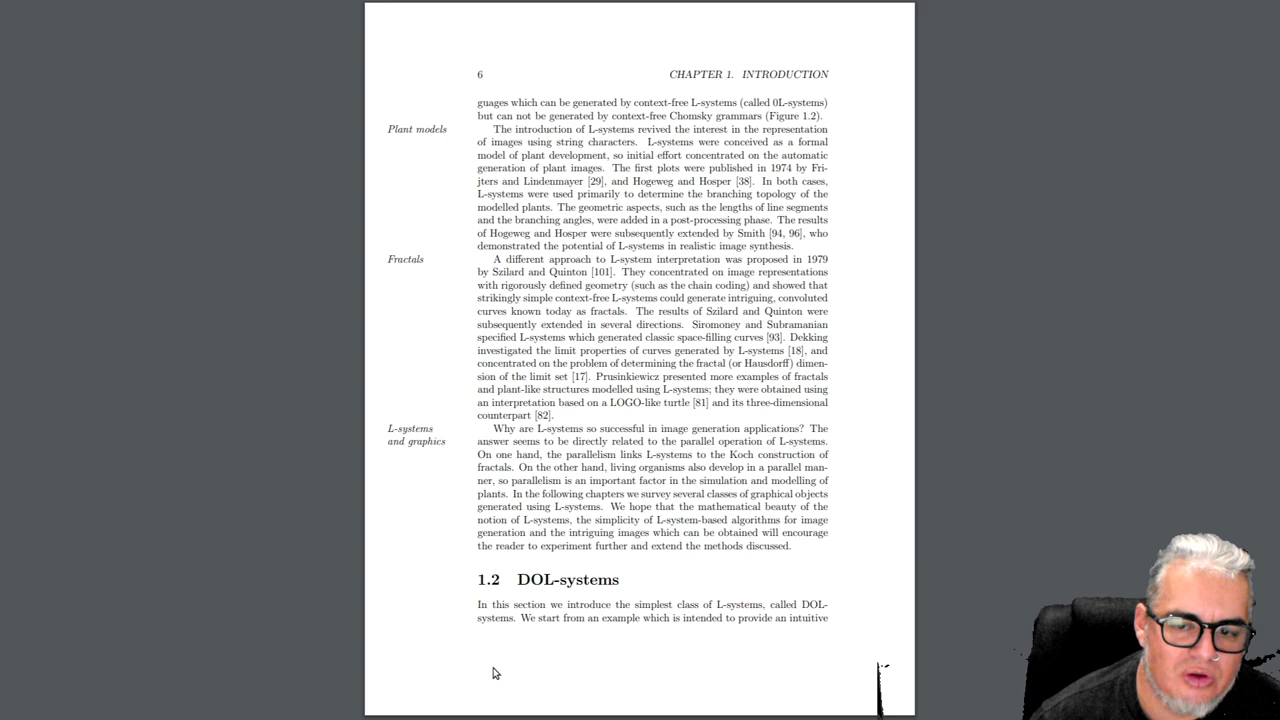 6 CHAPTER 1. INTRODUCTION
guages which can be generated by context-free L-systems (called 0L-systems)
but can not be generated by context-free Chomsky grammars (Figure 1.2).
Plant models
The introduction of L-systems revived the interest in the representation
of images using string characters. L-systems were conceived as a formal
model of plant development, so initial effort concentrated on the automatic
generation of plant images. The first plots were published in 1974 by Fri-
jters and Lindenmayer [29], and Hogeweg and Hosper [38]. In both cases,
L-systems were used primarily to determine the branching topology of the
modelled plants. The geometric aspects, such as the lengths of line segments
and the branching angles, were added in a post-processing phase. The results
of Hogeweg and Hosper were subsequently extended by Smith [94, 96], who
demonstrated the potential of L-systems in realistic image synthesis.
Fractals
A different approach to L-system interpretation was proposed in 1979
by Szilard and Quinton [101]. They concentrated on image representations
with rigorously defined geometry (such as the chain coding) and showed that
strikingly simple context-free L-systems could generate intriguing, convoluted
curves known today as fractals. The results of Szilard and Quinton were
subsequently extended in several directions. Siromoney and Subramanian
specified L-systems which generated classic space-filling curves [93]. Dekking
investigated the limit properties of curves generated by L-systems [18], and
concentrated on the problem of determining the fractal (or Hausdorff) dimen-
sion of the limit set [17]. Prusinkiewicz presented more examples of fractals
and plant-like structures modelled using L-systems; they were obtained using
an interpretation based on a LOGO-like turtle [81] and its three-dimensional
counterpart [82].
L-systems
and graphics
Why are L-systems so successful in image generation applications? The
answer seems to be directly related to the parallel operation of L-systems.
On one hand, the parallelism links L-systems to the Koch construction of
fractals. On the other hand, living organisms also develop in a parallel man-
ner, so parallelism is an important factor in the simulation and modelling of
plants. In the following chapters we survey several classes of graphical objects
generated using L-systems. We hope that the mathematical beauty of the
notion of L-systems, the simplicity of L-system-based algorithms for image
generation and the intriguing images which can be obtained will encourage
the reader to experiment further and extend the methods discussed.
1.2 DOL-systems
In this section we introduce the simplest class of L-systems, called DOL-
systems. We start from an example which is intended to provide an intuitive